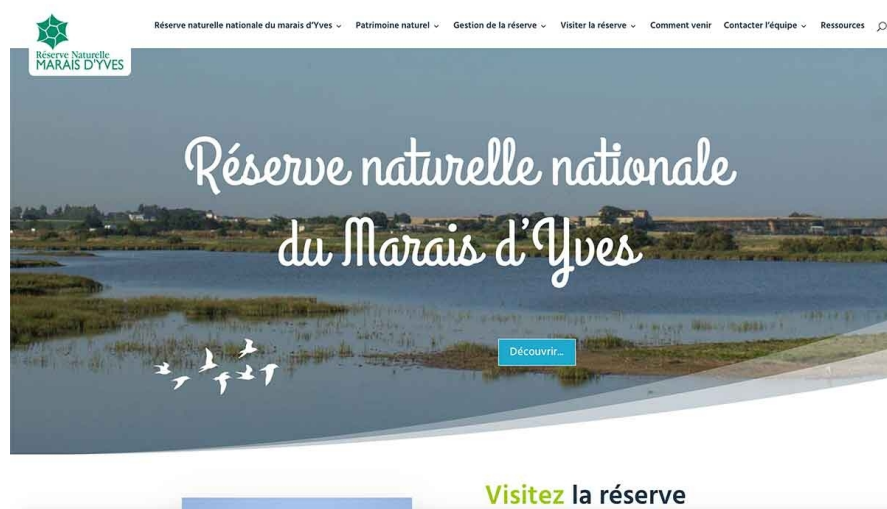 Réserve naturelle nationale du marais d'Yves
Patrimoine naturel
Gestion de la réserve
Visiter la réserve
Comment venir
Contacter l'équipe
Ressources
Réserve Naturelle
MARAIS D'YVES
Réserve naturelle nationale
du Marais d'Yves
Découvrir...
Visitez la réserve